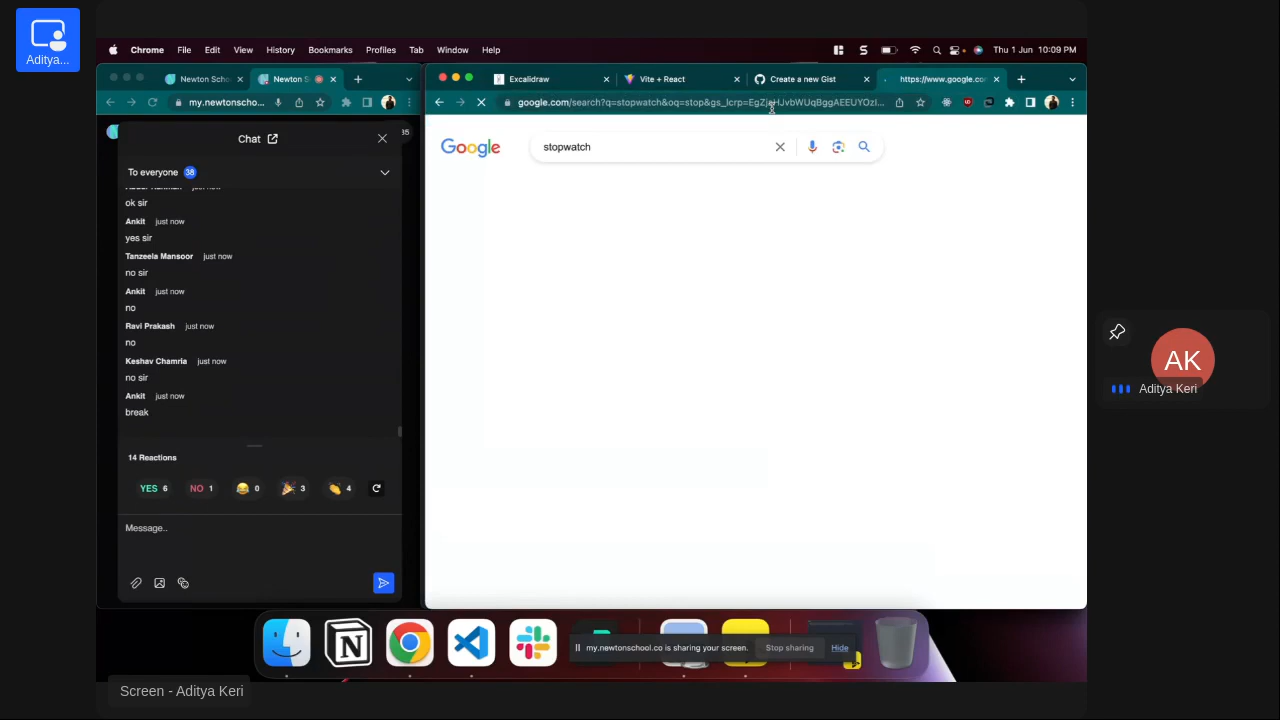 Aditya...
Chrome File Edit View History Bookmarks Profiles Tab Window Help
Thu 1 Jun 10:09 PM
Newton Scho
Newton S
my.newtonscho...
Excalidraw
Vite + React
Create a new Gist
https://www.google.co
google.com/search?q=stopwatch&oq=stop&gs_lcrp=
Google
stopwatch
Chat
To everyone 38
just now
ok sir
Ankit just now
yes sir
Tanzeela Mansoor just now
no sir
Ankit just now
no
Ravi Prakash just now
no
Keshav Chamria just now
no sir
Ankit just now
break
14 Reactions
YES 6 NO 1 0 3 4
Message..
my.newtonschool.co is sharing your screen.
Stop sharing
Hide
AK
Aditya Keri
Screen - Aditya Keri